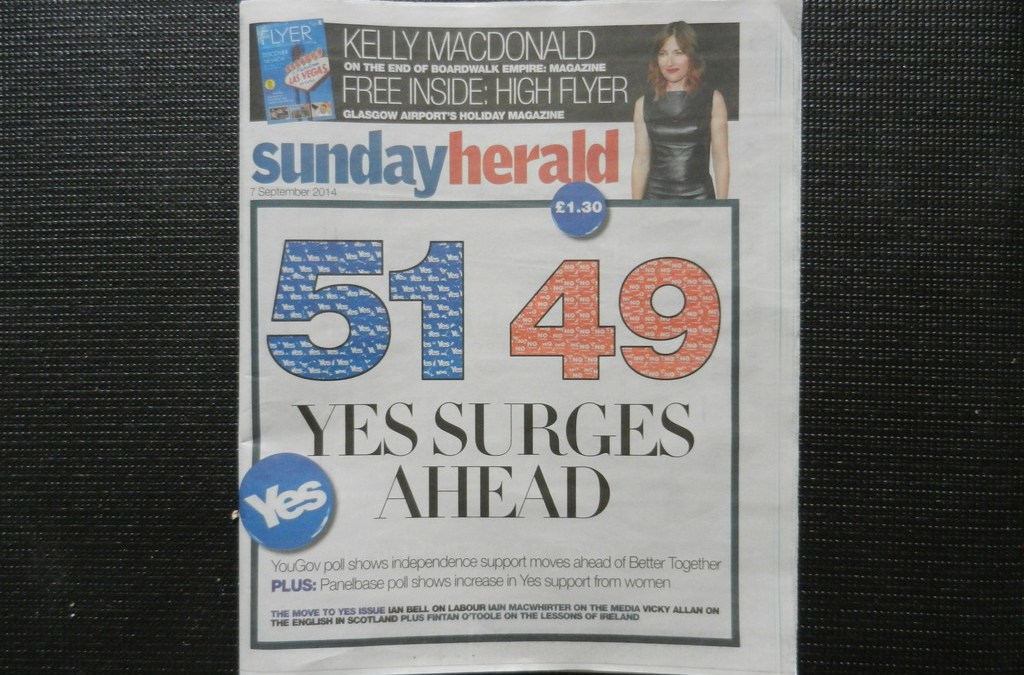 FLYER
LAS VEGAS
KELLY MACDONALD
ON THE END OF BOARDWALK EMPIRE: MAGAZINE
FREE INSIDE: HIGH FLYER
GLASGOW AIRPORT'S HOLIDAY MAGAZINE
sundayherald
7 September 2014
£1.30
51 49
YES SURGES
AHEAD
Yes
YouGov poll shows independence support moves ahead of Better Together
PLUS: Panelbase poll shows increase in Yes support from women
THE MOVE TO YES ISSUE IAN BELL ON LABOUR IAIN MACWHIRTER ON THE MEDIA VICKY ALLAN ON
THE ENGLISH IN SCOTLAND PLUS FINTAN O'TOOLE ON THE LESSONS OF IRELAND